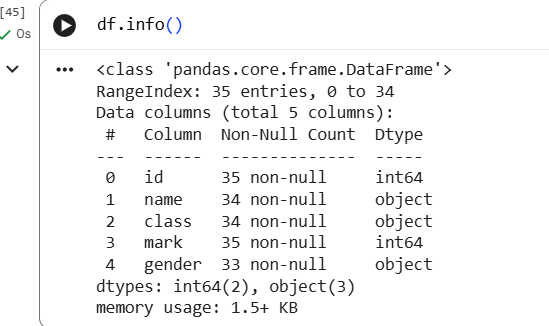 [45]
0s
df.info()
<class 'pandas.core.frame.DataFrame'>
RangeIndex: 35 entries, 0 to 34
Data columns (total 5 columns):
 #   Column  Non-Null Count  Dtype
---  ------  --------------  -----
 0   id      35 non-null     int64
 1   name    34 non-null     object
 2   class   34 non-null     object
 3   mark    35 non-null     int64
 4   gender  33 non-null     object
dtypes: int64(2), object(3)
memory usage: 1.5+ KB